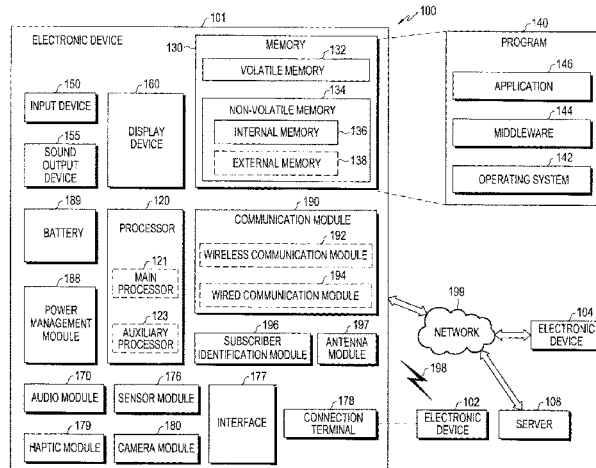 101
100
ELECTRONIC DEVICE
130
MEMORY
132
VOLATILE MEMORY
134
NON-VOLATILE MEMORY
INTERNAL MEMORY
136
EXTERNAL MEMORY
138
140
PROGRAM
146
APPLICATION
144
MIDDLEWARE
142
OPERATING SYSTEM
150
INPUT DEVICE
160
DISPLAY
DEVICE
155
SOUND
OUTPUT
DEVICE
189
BATTERY
120
PROCESSOR
121
MAIN
PROCESSOR
123
AUXILIARY
PROCESSOR
188
POWER
MANAGEMENT
MODULE
190
COMMUNICATION MODULE
192
WIRELESS COMMUNICATION MODULE
194
WIRED COMMUNICATION MODULE
196
SUBSCRIBER
IDENTIFICATION MODULE
197
ANTENNA
MODULE
199
NETWORK
104
ELECTRONIC
DEVICE
198
170
AUDIO MODULE
176
SENSOR MODULE
177
INTERFACE
178
CONNECTION
TERMINAL
102
ELECTRONIC
DEVICE
108
SERVER
179
HAPTIC MODULE
180
CAMERA MODULE